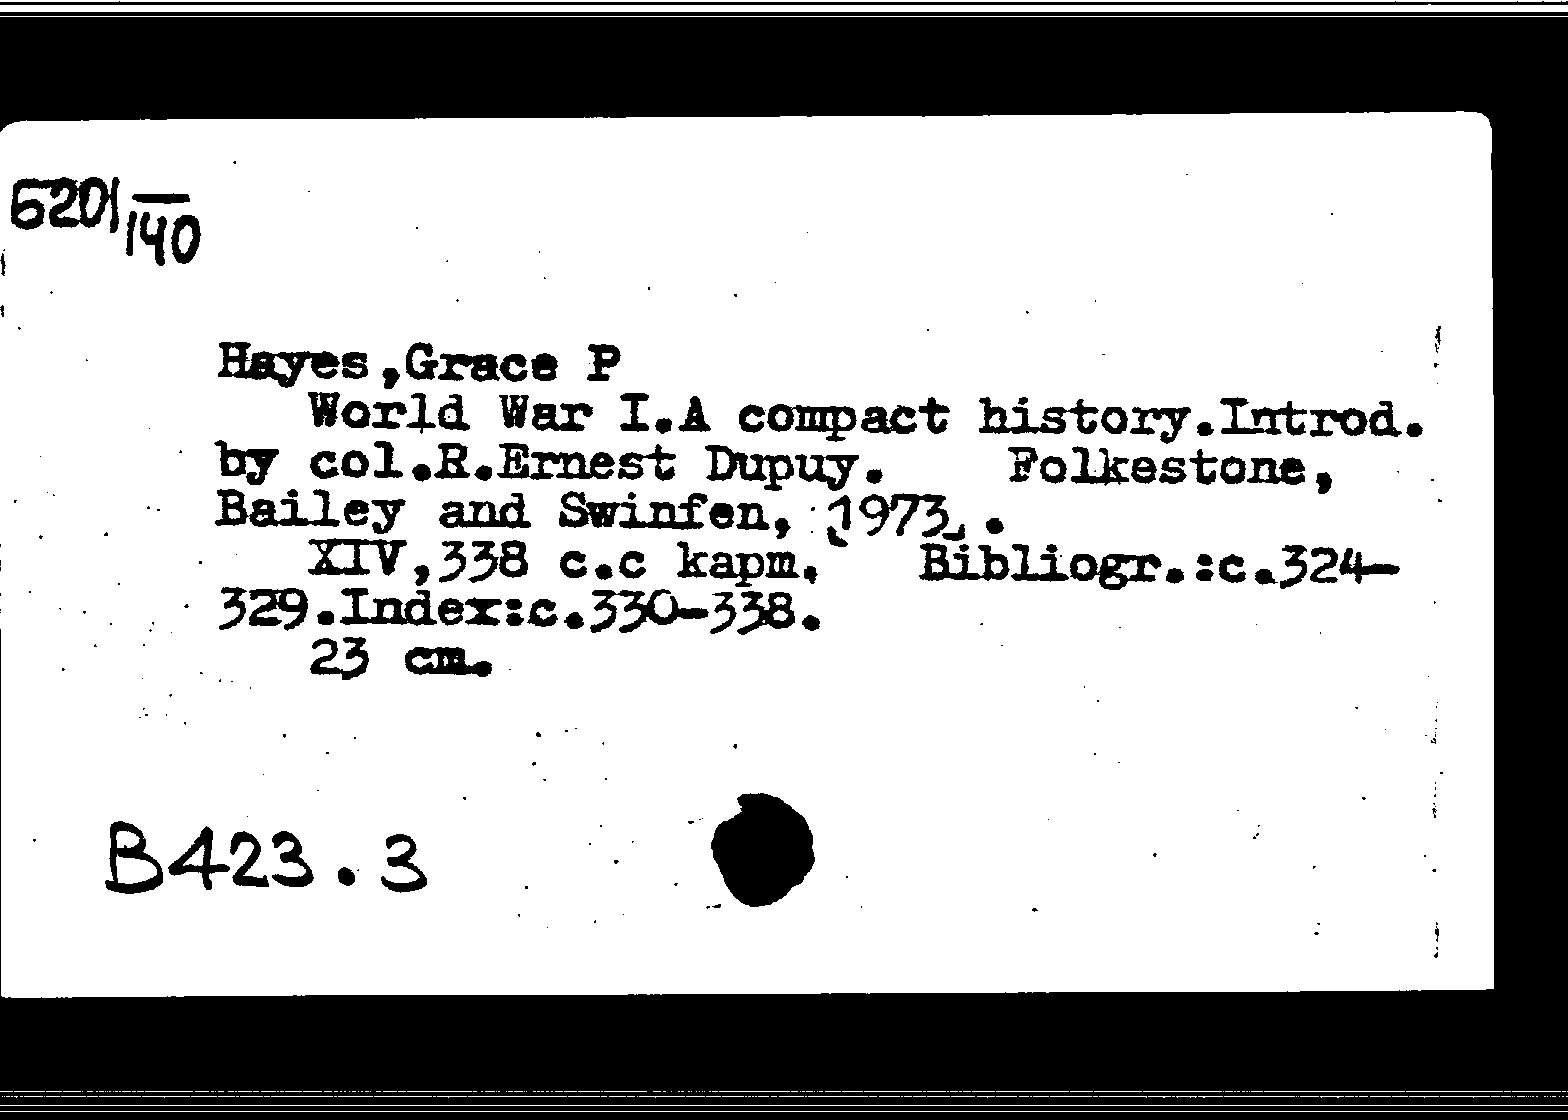 6201/140
Hayes,Grace P
World War I.A compact history.Introd.
by col.R.Ernest Dupuy. Folkestone,
Bailey and Swinfen, [1973].
XIV,338 c.c kapm. Bibliogr.:c.324-
329.Index:c.330-338.
23 cm.
B423.3